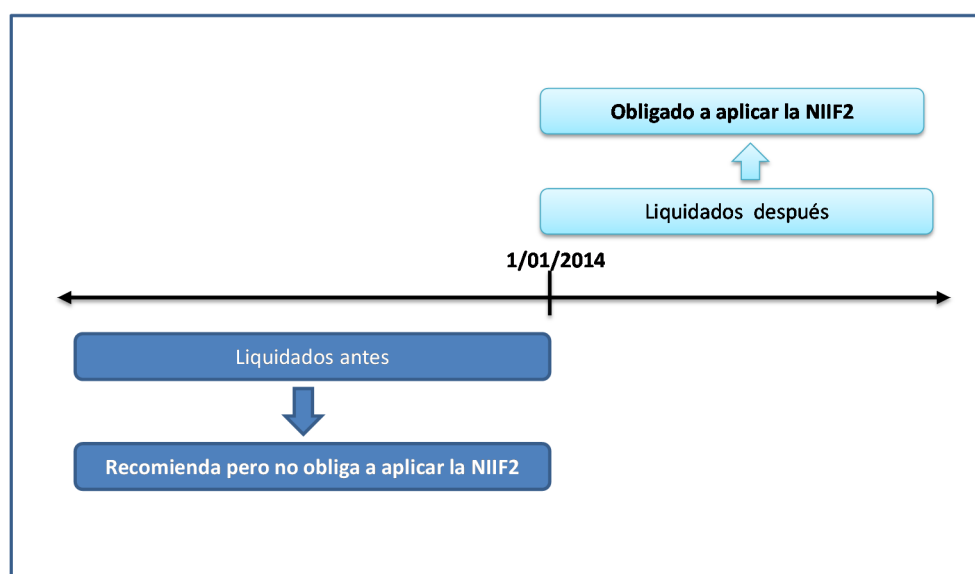 Obligado a aplicar la NIIF2
Liquidados después
1/01/2014
Liquidados antes
Recomienda pero no obliga a aplicar la NIIF2